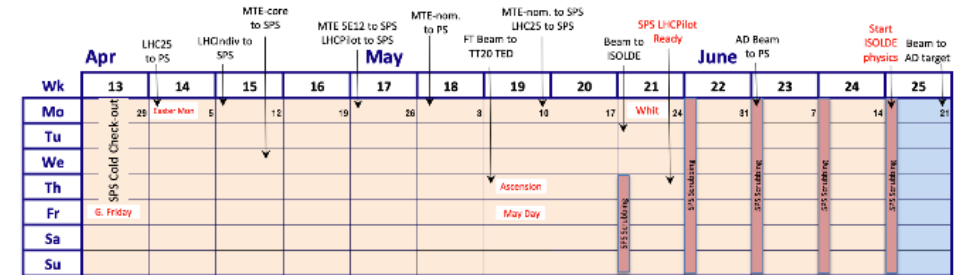 MTE-core
to SPS
LHC25
to PS
LHCIndiv to
SPS
MTE 5E12 to SPS
LHCPilot to SPS
MTE-nom.
to PS
MTE-nom. to SPS
LHC25 to SPS
FT Beam to
TT20 TED
Beam to
ISOLDE
SPS LHCPilot
Ready
AD Beam
to PS
Start
ISOLDE
physics
Beam to
AD target
Apr May June
Wk 13 14 15 16 17 18 19 20 21 22 23 24 25
Mo 29 Easter Mon 5 12 19 26 3 10 17 Whit 24 31 7 14 21
Tu
We
Th Ascension
Fr G. Friday May Day
Sa
Su
SPS Cold Check-out
SPS Scrubbing
SPS Scrubbing
SPS Scrubbing
SPS Scrubbing
SPS Scrubbing